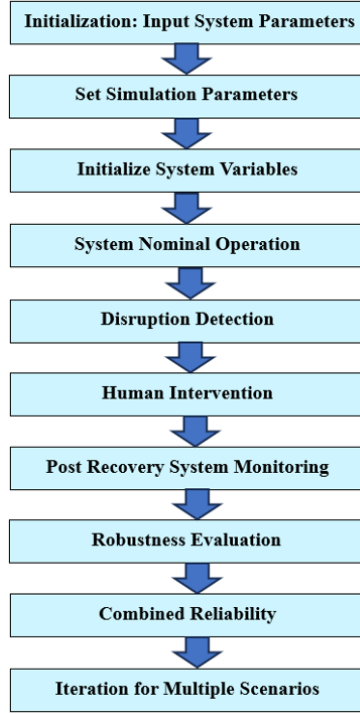 Initialization: Input System Parameters
Set Simulation Parameters
Initialize System Variables
System Nominal Operation
Disruption Detection
Human Intervention
Post Recovery System Monitoring
Robustness Evaluation
Combined Reliability
Iteration for Multiple Scenarios